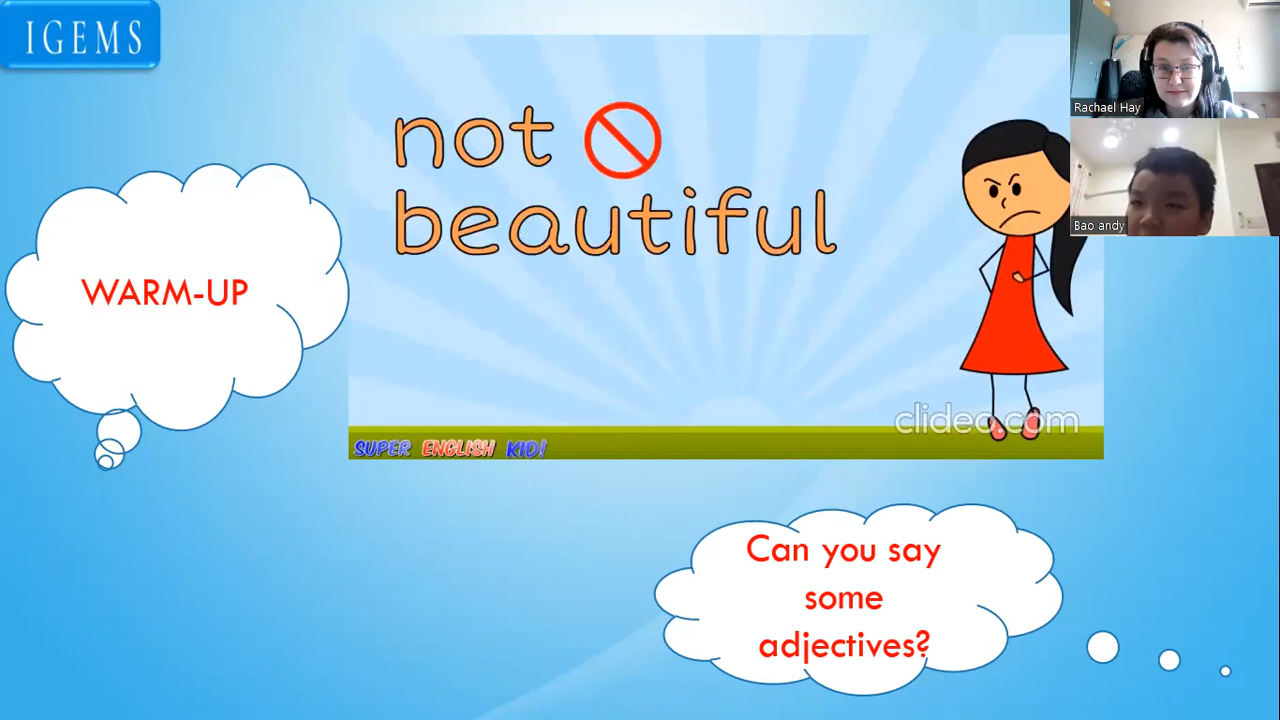 IGEMS
not
beautiful
Rachael Hay
Bao andy
WARM-UP
clideo.com
SUPER ENGLISH KID!
Can you say
some
adjectives?